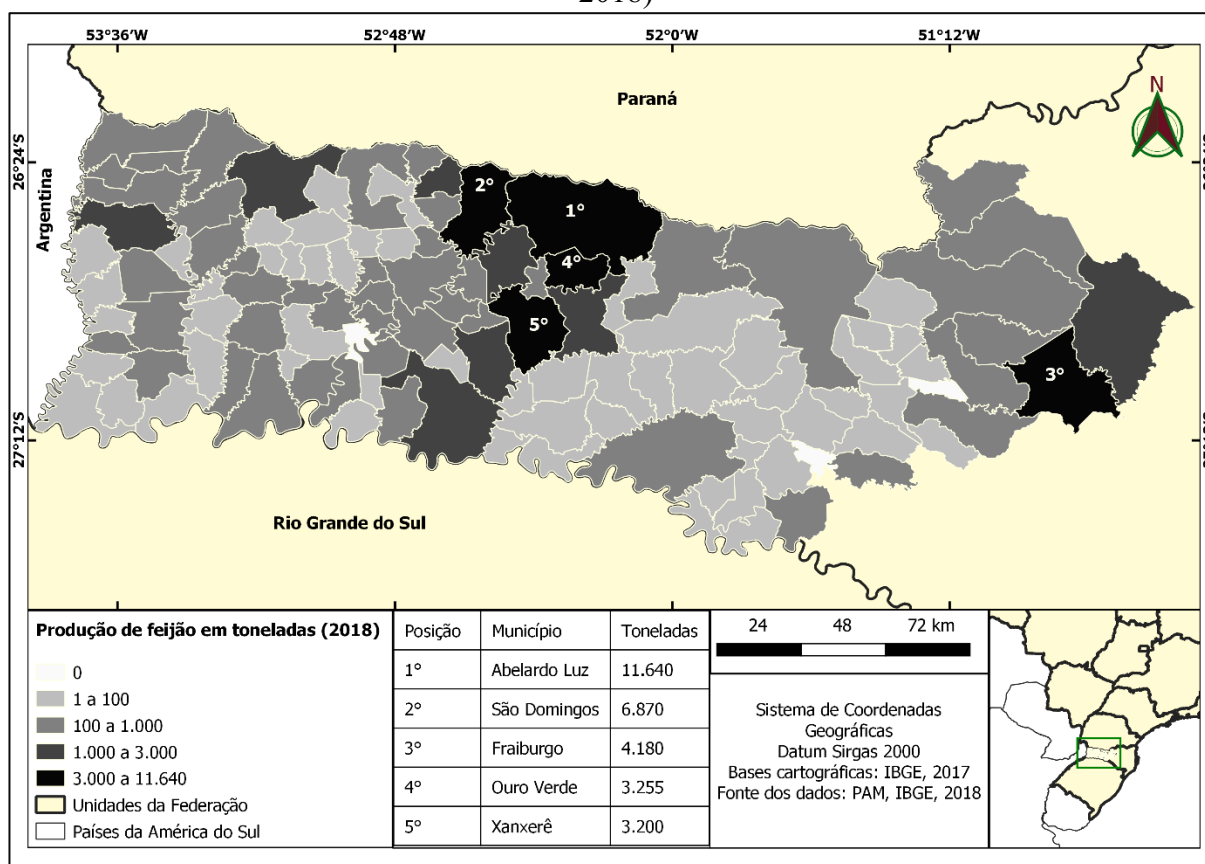 2018)
53°36'W 52°48'W 52°0'W 51°12'W
Paraná
N
26°24'S
Argentina
2°
1°
4°
5°
3°
27°12'S
Rio Grande do Sul
Produção de feijão em toneladas (2018)
0
1 a 100
100 a 1.000
1.000 a 3.000
3.000 a 11.640
Unidades da Federação
Países da América do Sul
Posição Município Toneladas
1° Abelardo Luz 11.640
2° São Domingos 6.870
3° Fraiburgo 4.180
4° Ouro Verde 3.255
5° Xanxerê 3.200
24 48 72 km
Sistema de Coordenadas
Geográficas
Datum Sirgas 2000
Bases cartográficas: IBGE, 2017
Fonte dos dados: PAM, IBGE, 2018